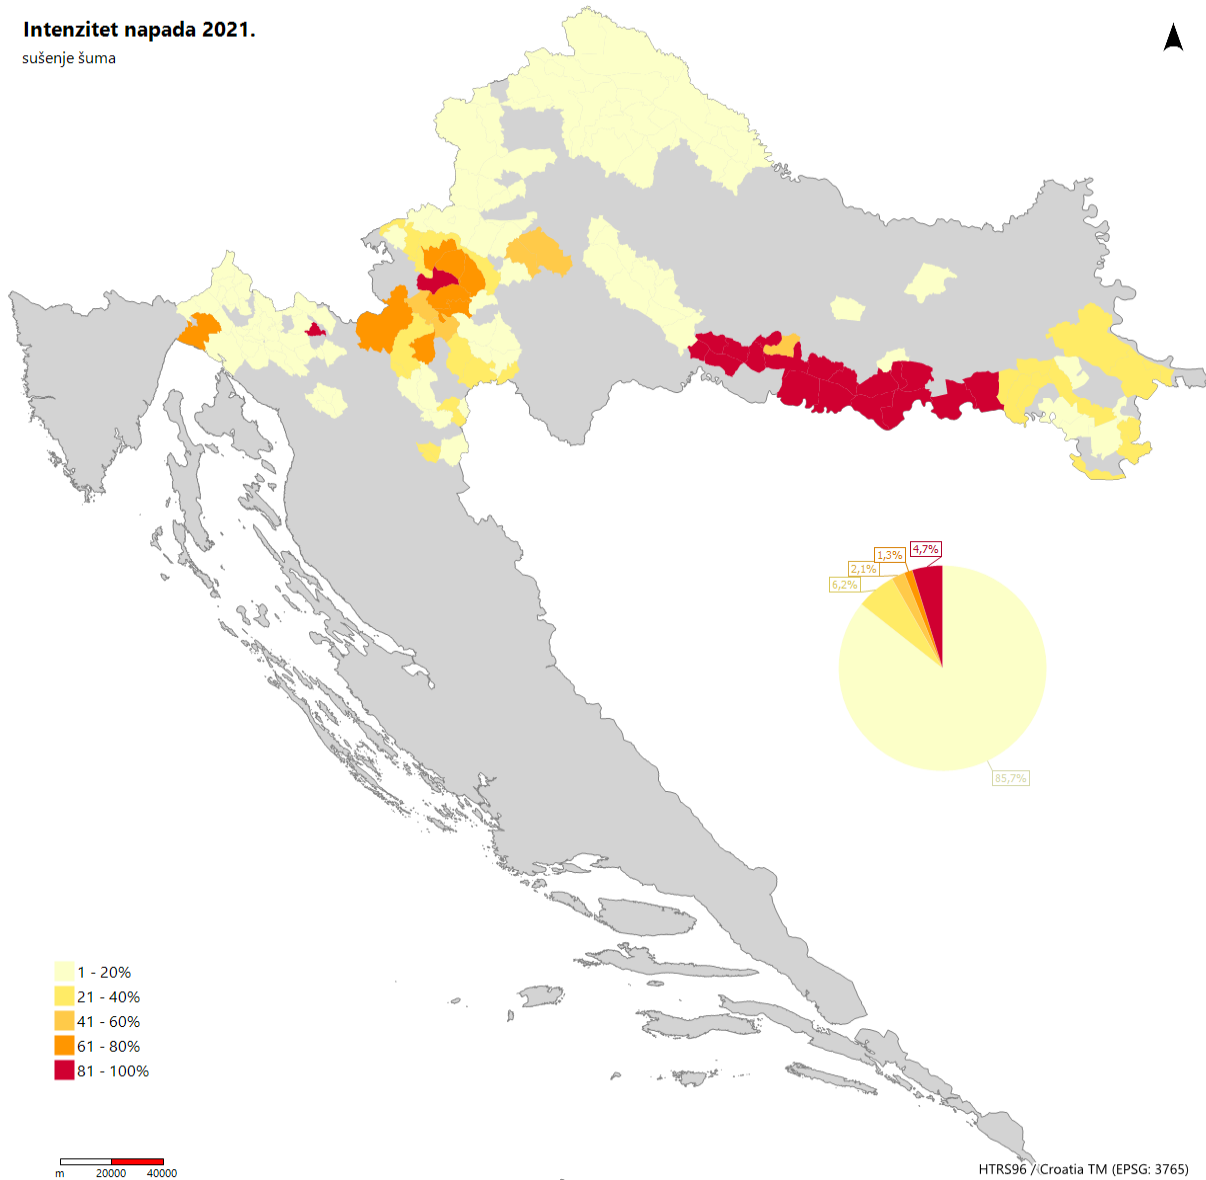 Intenzitet napada 2021.
sušenje šuma
4,7%
1,3%
2,1%
6,2%
85,7%
1 - 20%
21 - 40%
41 - 60%
61 - 80%
81 - 100%
m 20000 40000
HTRS96 / Croatia TM (EPSG: 3765)